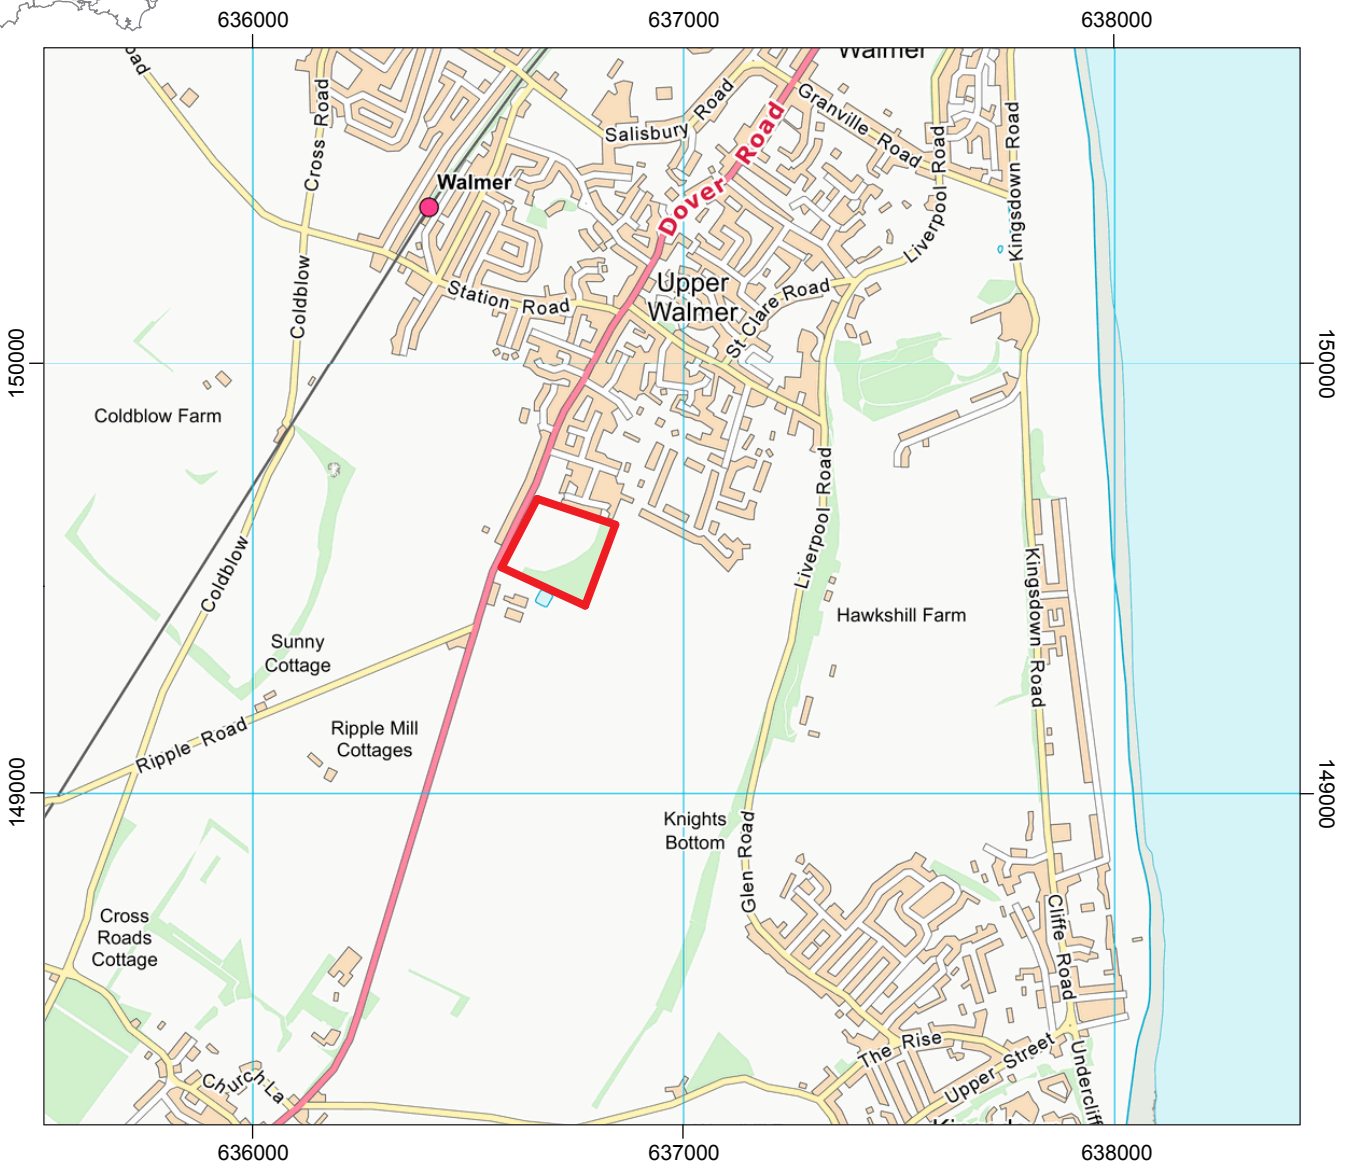 636000
637000
638000
oad
Walmer
Cross Road
Salisbury Road
Granville Road
Dover Road
Kingsdown Road
Liverpool Road
Walmer
Coldblow
Station Road
Upper
Walmer
St Clare Road
150000
150000
Coldblow Farm
Liverpool Road
Coldblow
Kingsdown Road
Hawkshill Farm
Sunny
Cottage
Ripple Road
Ripple Mill
Cottages
149000
149000
Knights
Bottom
Glen Road
Cross
Roads
Cottage
Cliffe Road
The Rise
Upper Street
Undercliff
Church La
636000
637000
638000